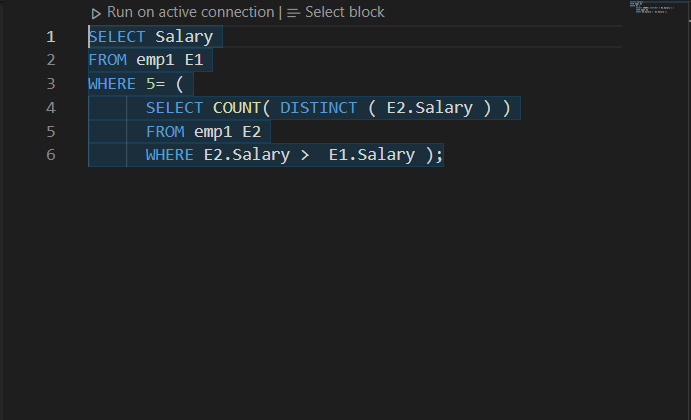 Run on active connection | Select block
1 SELECT Salary
2 FROM emp1 E1
3 WHERE 5= (
4 SELECT COUNT( DISTINCT ( E2.Salary ) )
5 FROM emp1 E2
6 WHERE E2.Salary >  E1.Salary );